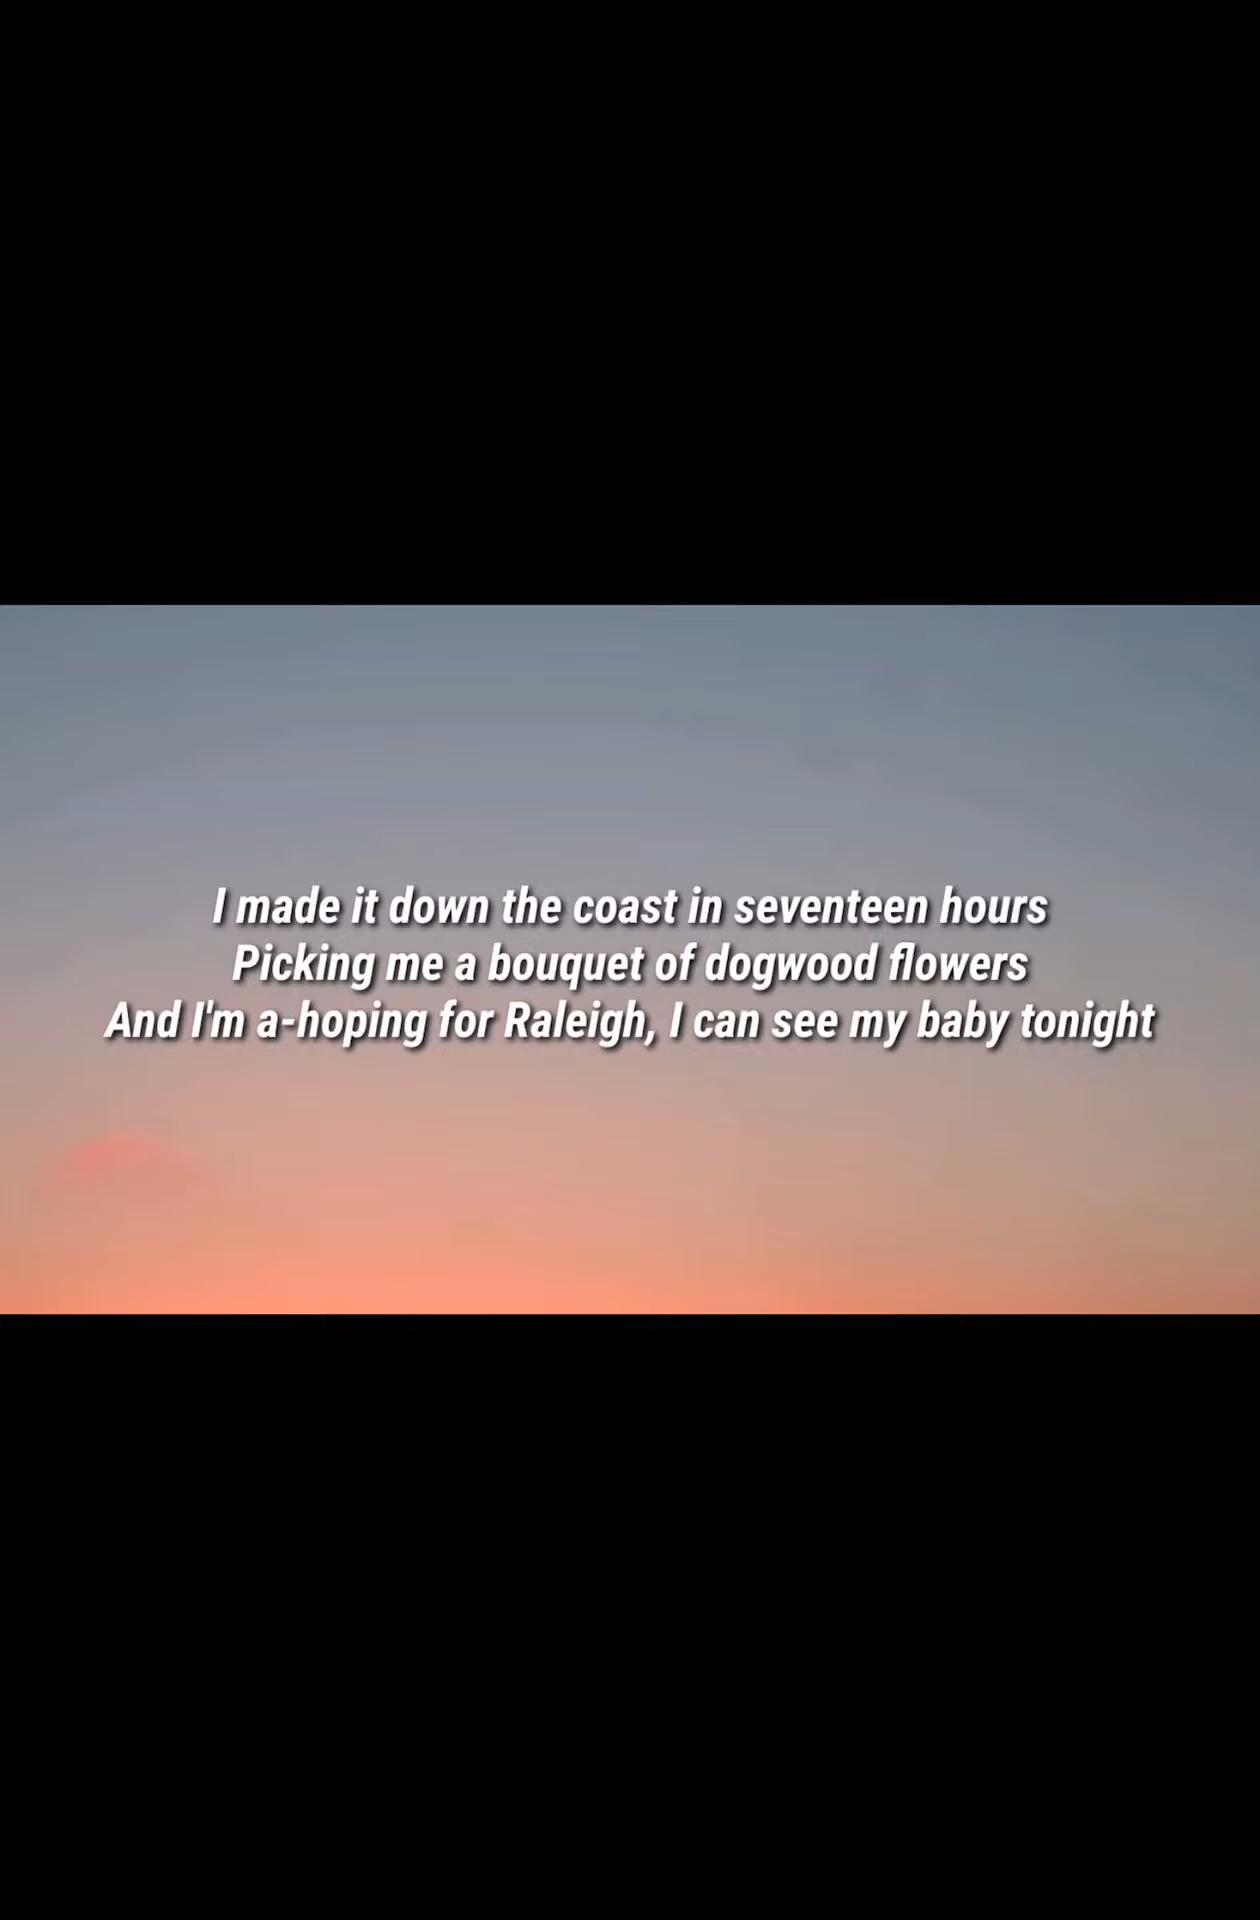 I made it down the coast in seventeen hours
Picking me a bouquet of dogwood flowers
And I'm a-hoping for Raleigh, I can see my baby tonight